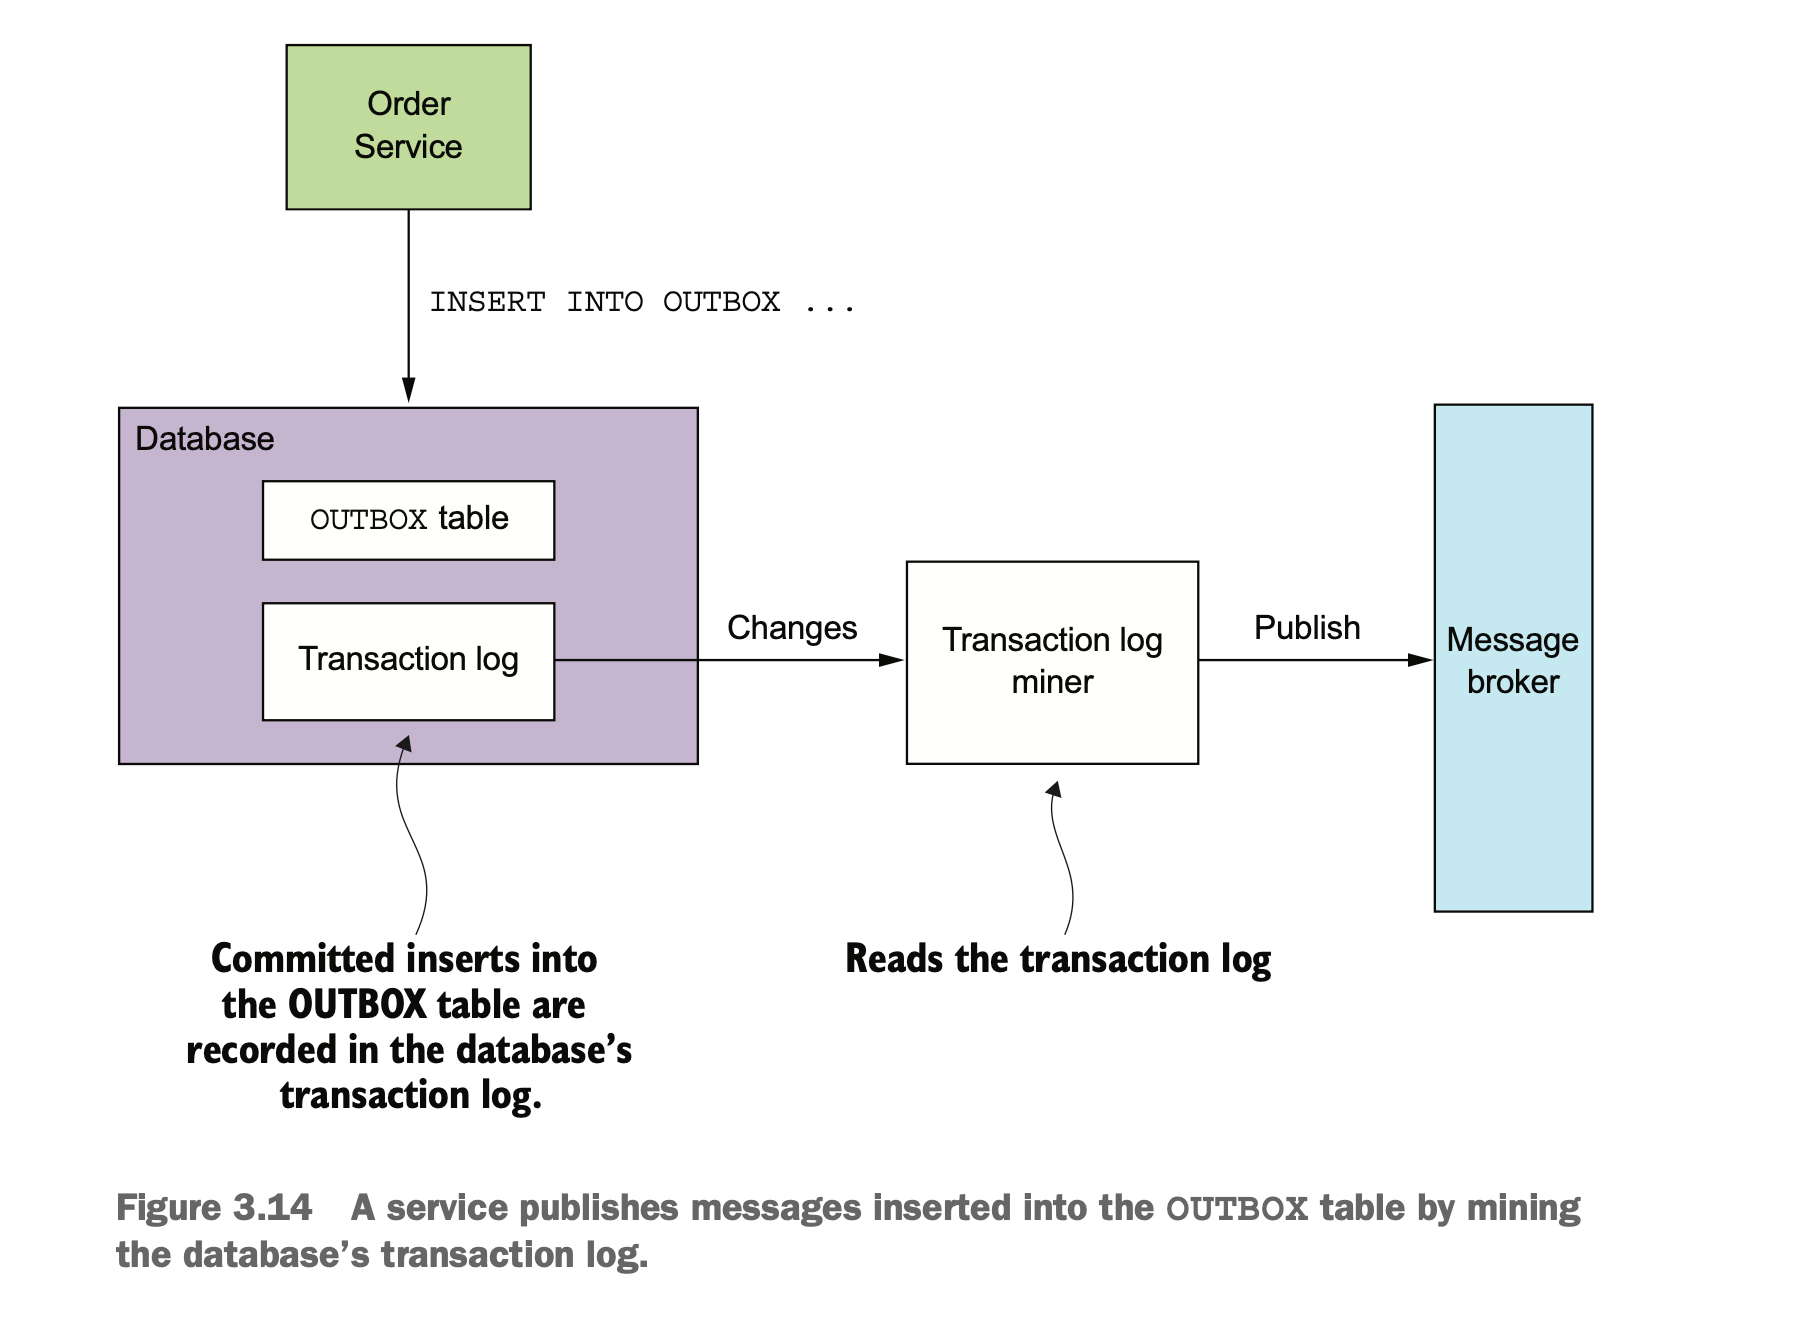 Order
Service
INSERT INTO OUTBOX ...
Database
OUTBOX table
Transaction log
Changes
Transaction log
miner
Publish
Message
broker
Committed inserts into
the OUTBOX table are
recorded in the database’s
transaction log.
Reads the transaction log
Figure 3.14 A service publishes messages inserted into the OUTBOX table by mining
the database’s transaction log.